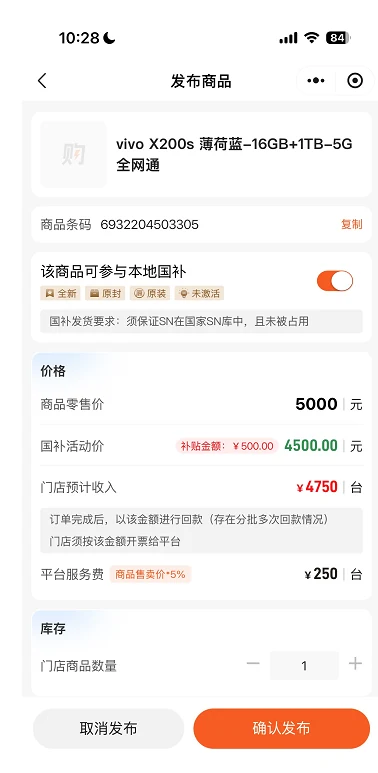 10:28
84
发布商品
购
vivo X200s 薄荷蓝-16GB+1TB-5G
全网通
商品条码 6932204503305 复制
该商品可参与本地国补
全新 原封 原装 未激活
国补发货要求：须保证SN在国家SN库中，且未被占用
价格
商品零售价 5000 元
国补活动价 补贴金额：￥500.00 4500.00 元
门店预计收入 ￥4750 台
订单完成后，以该金额进行回款（存在分批多次回款情况）
门店须按该金额开票给平台
平台服务费 商品售卖价*5% ￥250 台
库存
门店商品数量 1
取消发布 确认发布